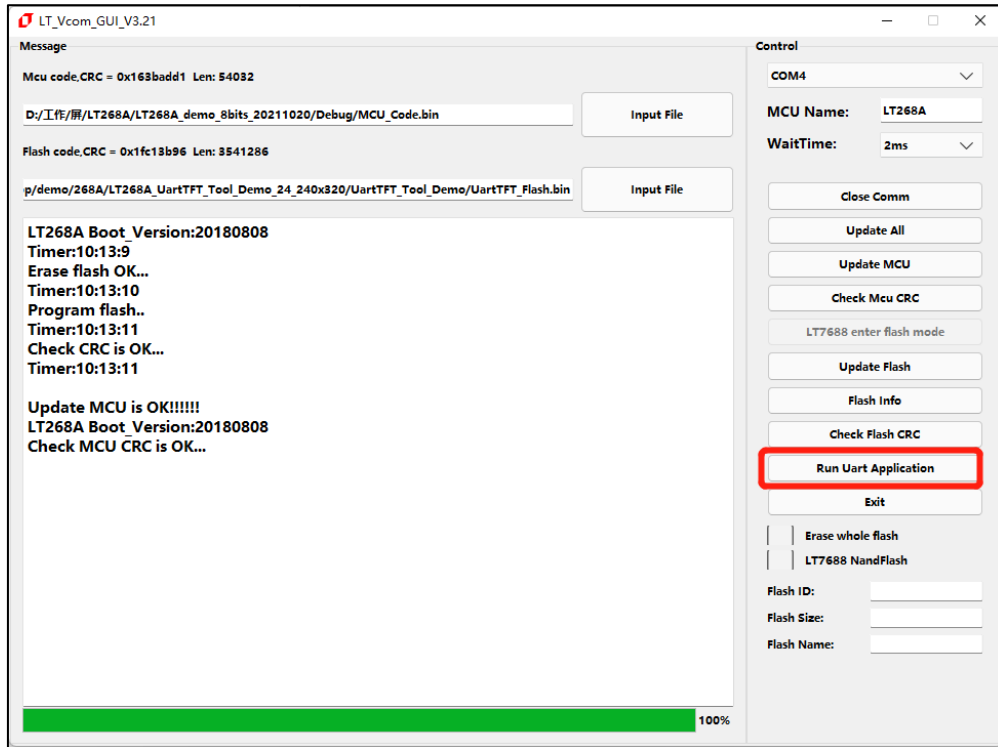 LT_Vcom_GUI_V3.21
Message
Mcu code,CRC = 0x163badd1 Len: 54032
D:/工作/屏/LT268A/LT268A_demo_8bits_20211020/Debug/MCU_Code.bin
Input File
Flash code,CRC = 0x1fc13b96 Len: 3541286
p/demo/268A/LT268A_UartTFT_Tool_Demo_24_240x320/UartTFT_Tool_Demo/UartTFT_Flash.bin
Input File
LT268A Boot_Version:20180808
Timer:10:13:9
Erase flash OK...
Timer:10:13:10
Program flash..
Timer:10:13:11
Check CRC is OK...
Timer:10:13:11
Update MCU is OK!!!!!!
LT268A Boot_Version:20180808
Check MCU CRC is OK...
100%
Control
COM4
MCU Name: LT268A
WaitTime: 2ms
Close Comm
Update All
Update MCU
Check Mcu CRC
LT7688 enter flash mode
Update Flash
Flash Info
Check Flash CRC
Run Uart Application
Exit
Erase whole flash
LT7688 NandFlash
Flash ID:
Flash Size:
Flash Name: